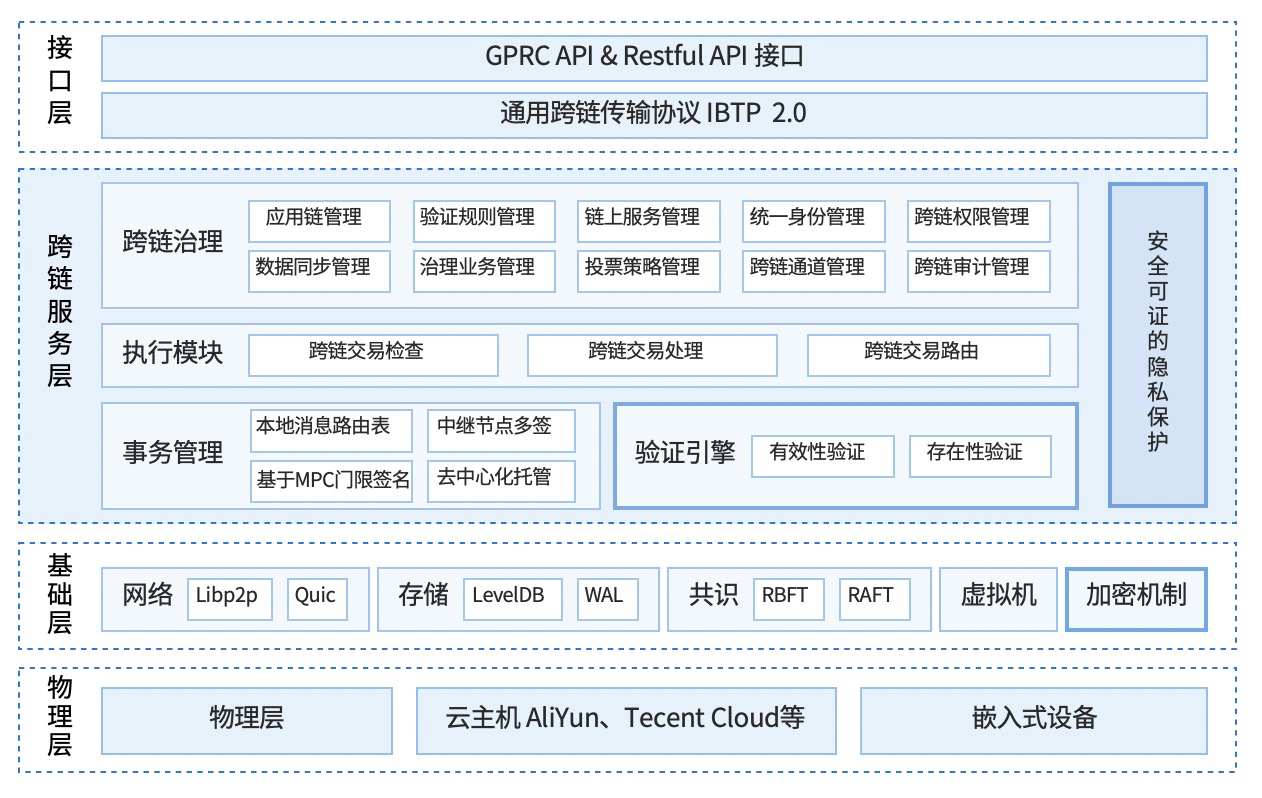 接口层
GPRC API & Restful API 接口
通用跨链传输协议 IBTP 2.0
跨链服务层
跨链治理
应用链管理
验证规则管理
链上服务管理
统一身份管理
跨链权限管理
数据同步管理
治理业务管理
投票策略管理
跨链通道管理
跨链审计管理
执行模块
跨链交易检查
跨链交易处理
跨链交易路由
事务管理
本地消息路由表
中继节点多签
基于MPC门限签名
去中心化托管
验证引擎
有效性验证
存在性验证
安全可证的隐私保护
基础层
网络
Libp2p
Quic
存储
LevelDB
WAL
共识
RBFT
RAFT
虚拟机
加密机制
物理层
物理层
云主机 AliYun、Tecent Cloud等
嵌入式设备